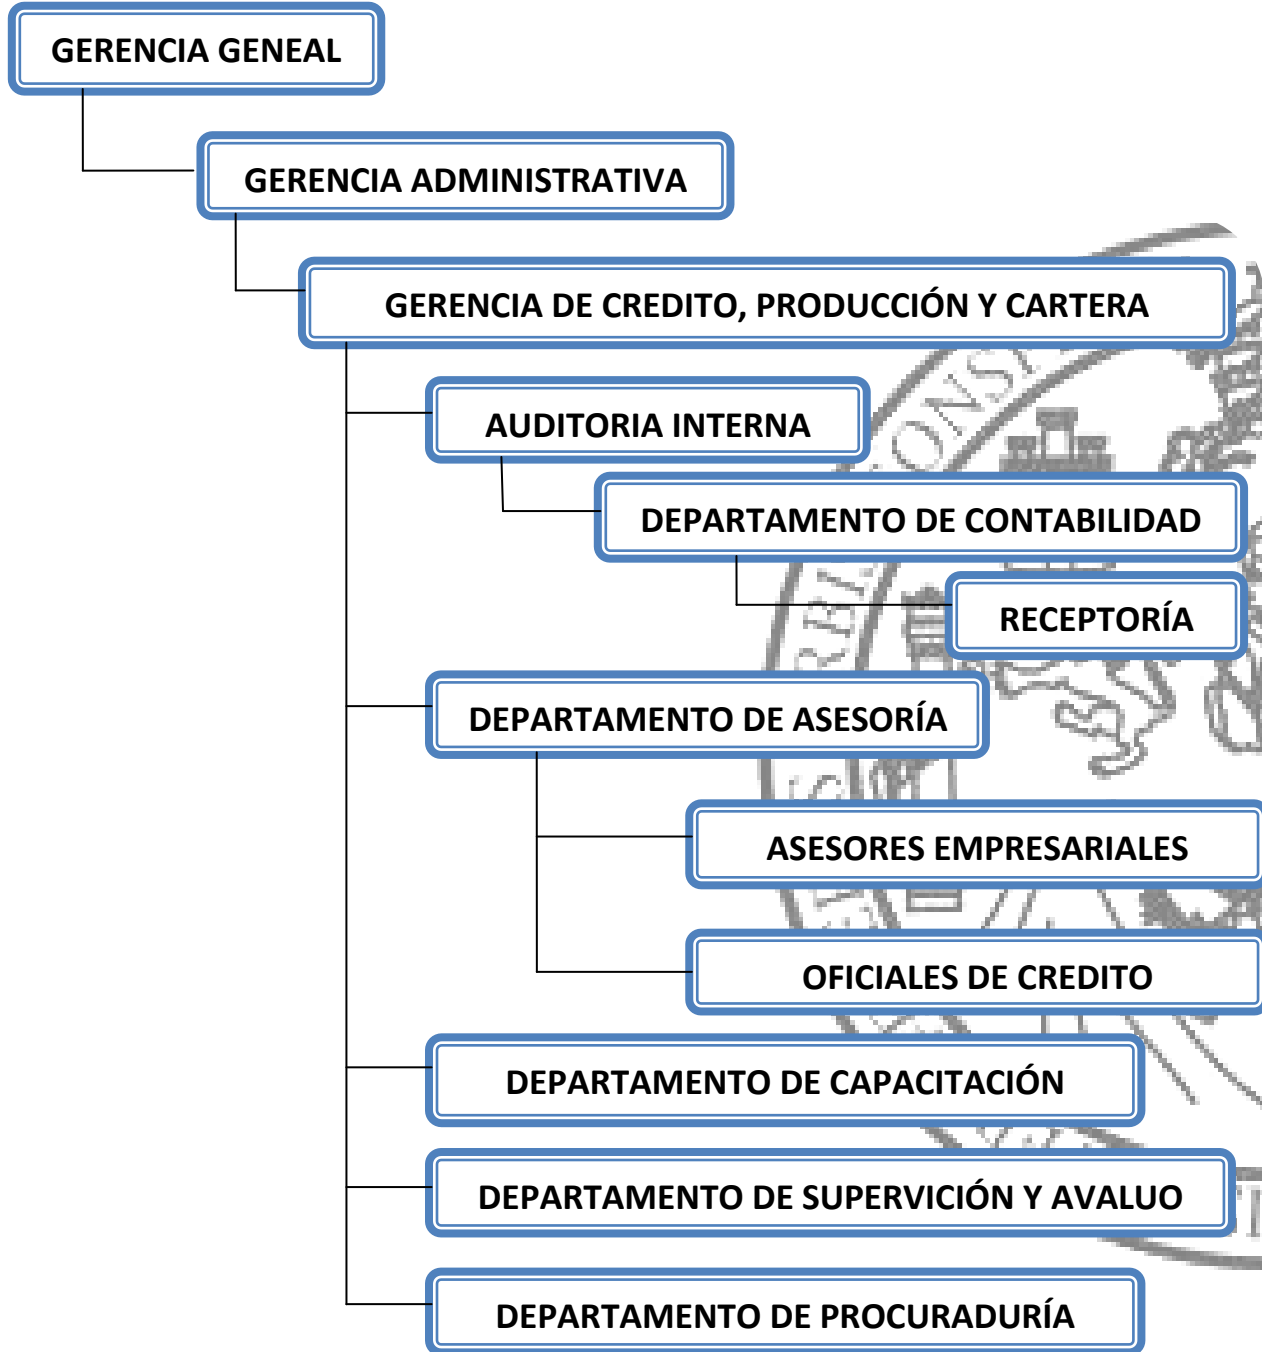 GERENCIA GENEAL
GERENCIA ADMINISTRATIVA
GERENCIA DE CREDITO, PRODUCCIÓN Y CARTERA
AUDITORIA INTERNA
DEPARTAMENTO DE CONTABILIDAD
RECEPTORÍA
DEPARTAMENTO DE ASESORÍA
ASESORES EMPRESARIALES
OFICIALES DE CREDITO
DEPARTAMENTO DE CAPACITACIÓN
DEPARTAMENTO DE SUPERVICIÓN Y AVALUO
DEPARTAMENTO DE PROCURADURÍA